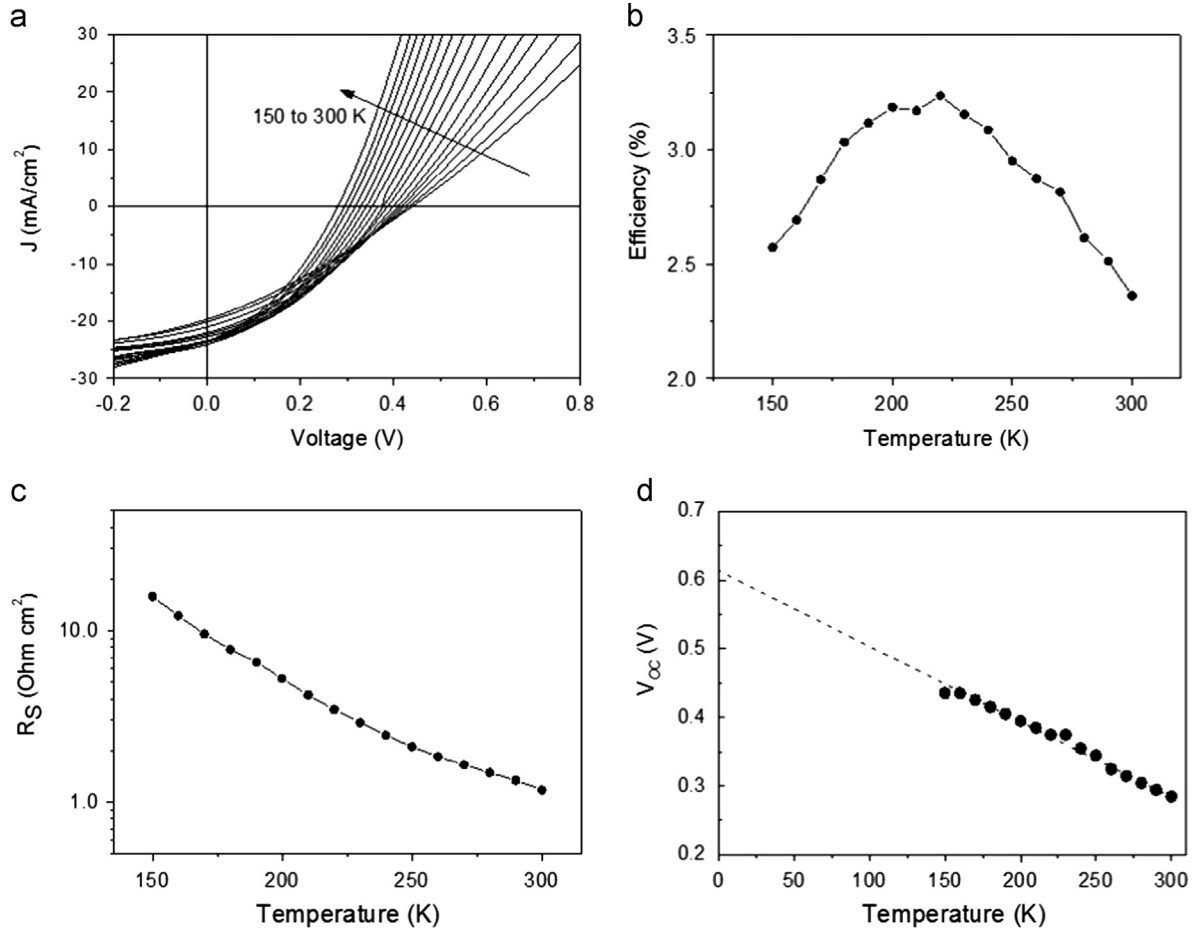 a
30
20
10
0
-10
-20
-30
J (mA/cm²)
150 to 300 K
-0.2 0.0 0.2 0.4 0.6 0.8
Voltage (V)
b
3.5
3.0
2.5
2.0
Efficiency (%)
150 200 250 300
Temperature (K)
c
10.0
1.0
R_S (Ohm cm²)
150 200 250 300
Temperature (K)
d
0.7
0.6
0.5
0.4
0.3
0.2
V_OC (V)
0 50 100 150 200 250 300
Temperature (K)